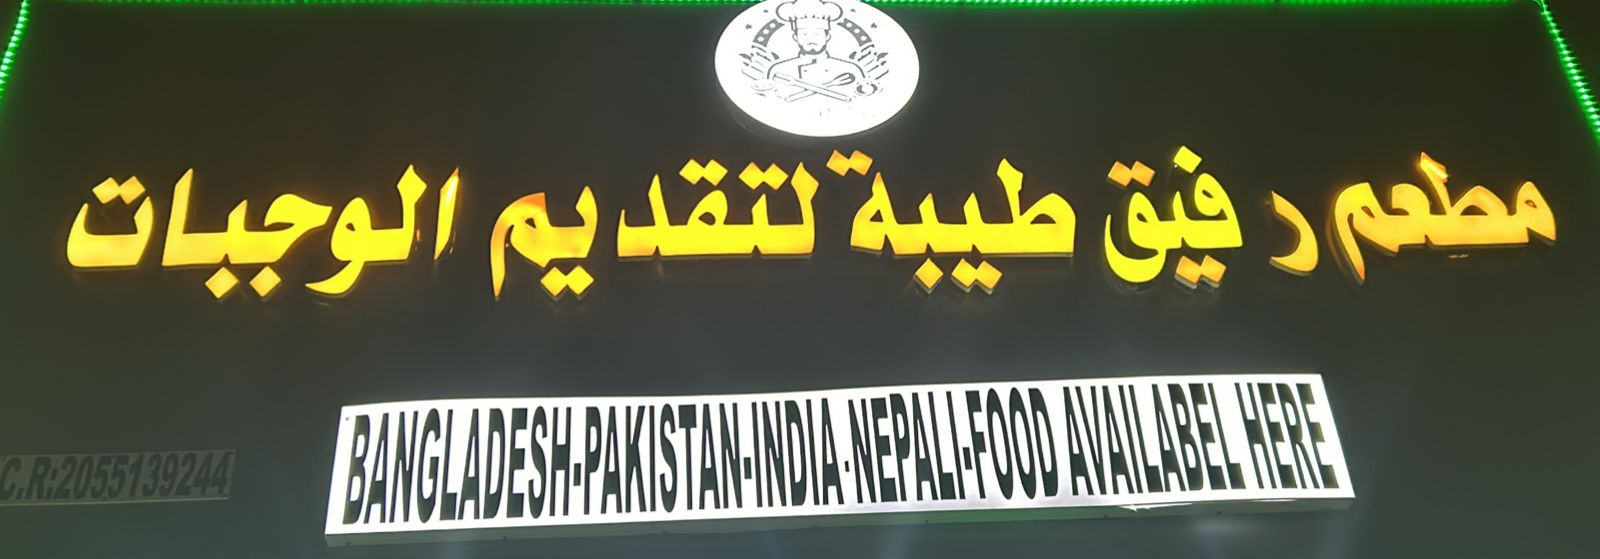 مطعم رفيق طيبة لتقديم الوجبات
BANGLADESH-PAKISTAN-INDIA-NEPALI-FOOD AVAILABEL HERE
C.R:2055139244